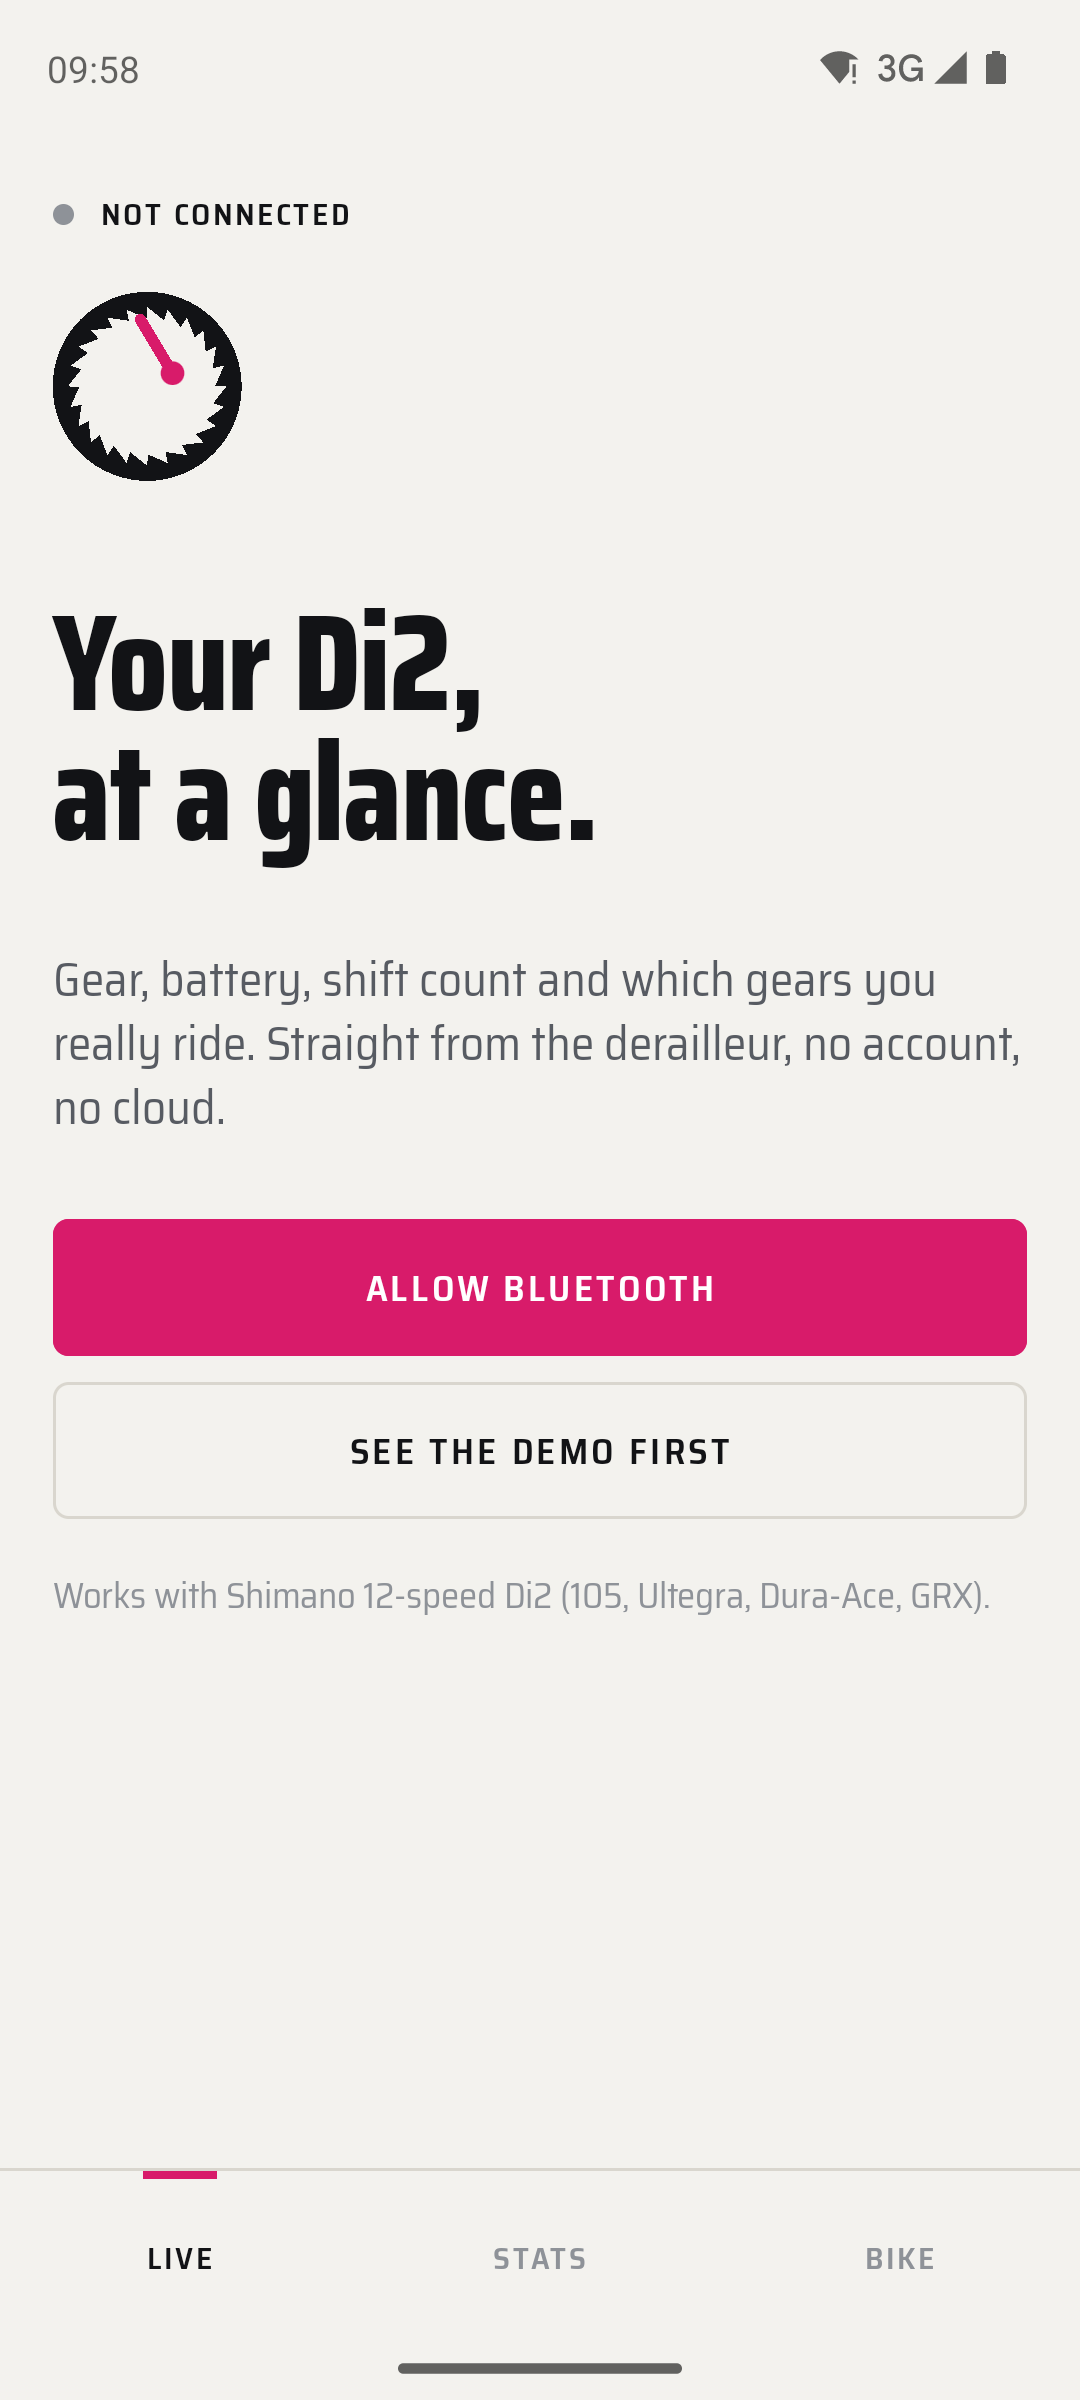 09:58
3G
NOT CONNECTED
Your Di2,
at a glance.
Gear, battery, shift count and which gears you
really ride. Straight from the derailleur, no account,
no cloud.
ALLOW BLUETOOTH
SEE THE DEMO FIRST
Works with Shimano 12-speed Di2 (105, Ultegra, Dura-Ace, GRX).
LIVE
STATS
BIKE